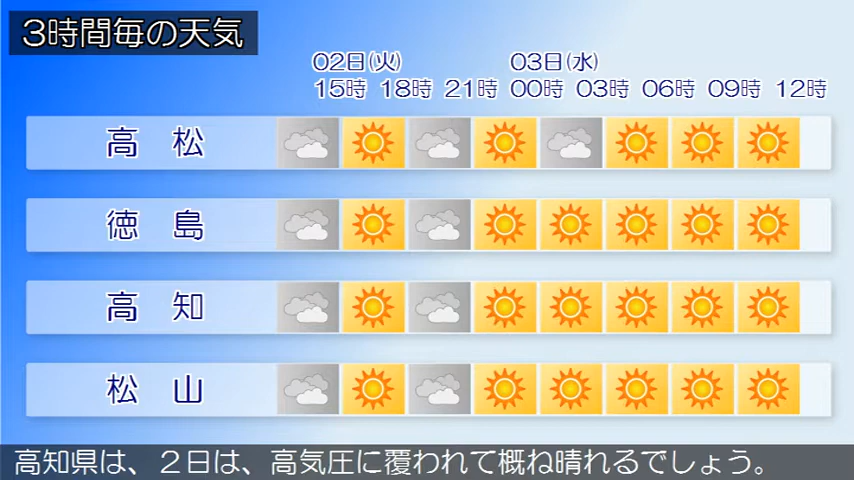 3時間毎の天気
02日(火) 03日(水)
15時 18時 21時 00時 03時 06時 09時 12時
高 松
徳 島
高 知
松 山
高知県は、２日は、高気圧に覆われて概ね晴れるでしょう。